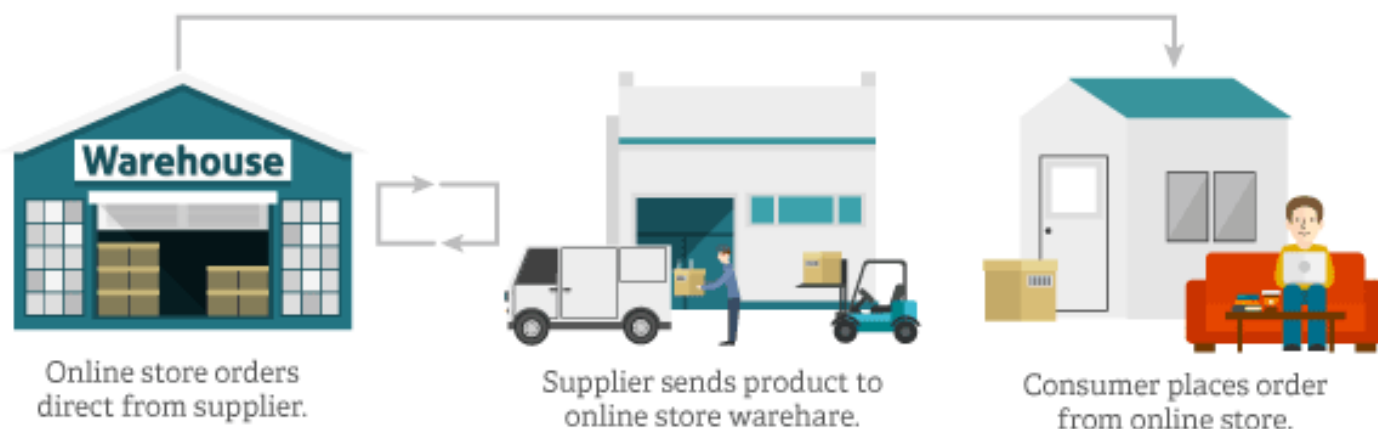 Warehouse
Online store orders
direct from supplier.
Supplier sends product to
online store warehare.
Consumer places order
from online store.